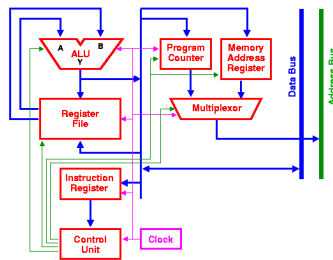 A
B
ALU
Y
Program
Counter
Memory
Address
Register
Data Bus
Address Bus
Multiplexor
Register
File
Instruction
Register
Control
Unit
Clock